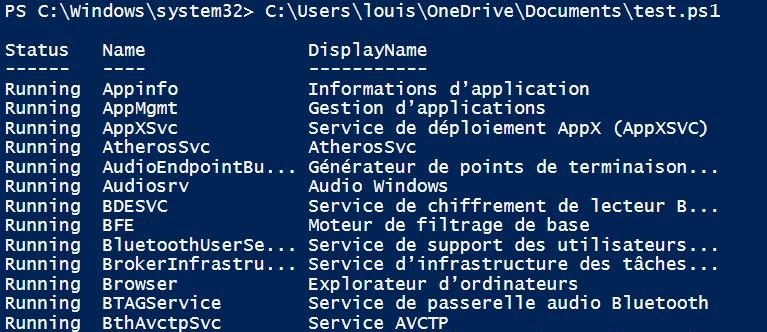 PS C:\Windows\system32> C:\Users\louis\OneDrive\Documents\test.ps1
Status Name DisplayName
------ ---- -----------
Running Appinfo Informations d’application
Running AppMgmt Gestion d’applications
Running AppXSvc Service de déploiement AppX (AppXSVC)
Running AtherosSvc AtherosSvc
Running AudioEndpointBu... Générateur de points de terminaison...
Running Audiosrv Audio Windows
Running BDESVC Service de chiffrement de lecteur B...
Running BFE Moteur de filtrage de base
Running BluetoothUserSe... Service de support des utilisateurs...
Running BrokerInfrastru... Service d’infrastructure des tâches...
Running Browser Explorateur d’ordinateurs
Running BTAGService Service de passerelle audio Bluetooth
Running BthAvctpSvc Service AVCTP